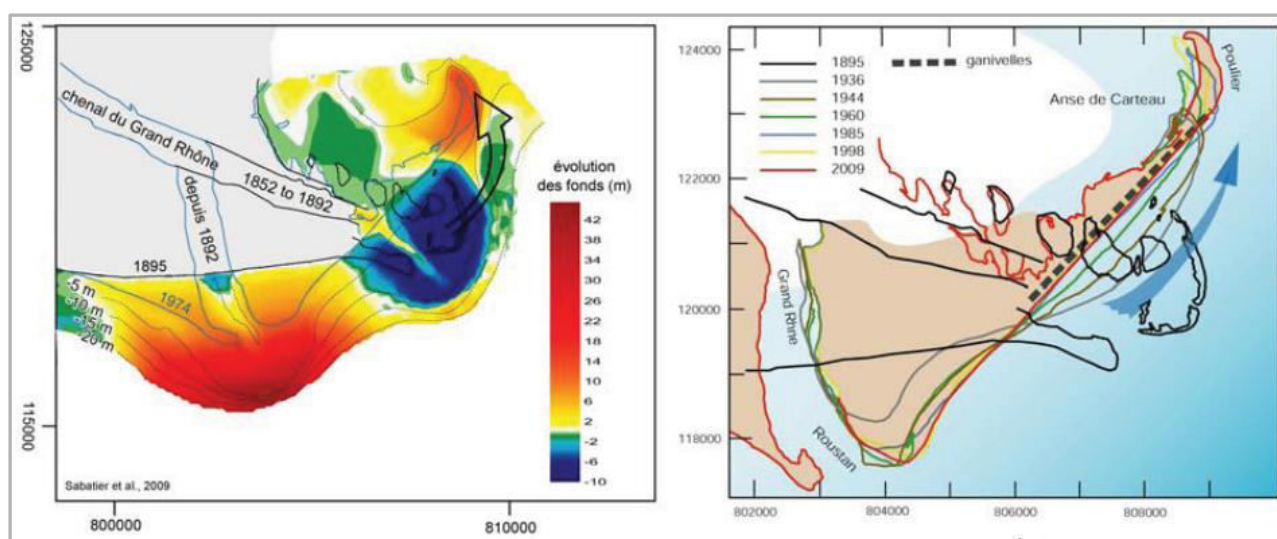 125000
115000
800000
810000
chenal du Grand Rhône
1852 to 1892
depuis 1892
1895
1974
-5 m
-10 m
-15 m
-20 m
évolution
des fonds (m)
42
38
34
30
26
22
18
14
10
6
2
-2
-6
-10
Sabatier et al., 2009
124000
122000
120000
118000
802000
804000
806000
808000
1895
1936
1944
1960
1985
1998
2009
ganivelles
Anse de Carteau
Poulier
Grand Rhne
Roustan